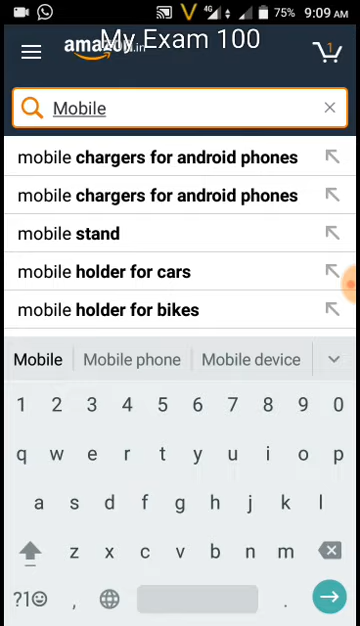 4G 75% 9:09 AM
My Exam 100
amazon.in
1
Mobile
mobile chargers for android phones
mobile chargers for android phones
mobile stand
mobile holder for cars
mobile holder for bikes
Mobile Mobile phone Mobile device
1 2 3 4 5 6 7 8 9 0
q w e r t y u i o p
a s d f g h j k l
z x c v b n m
?1☺ , .